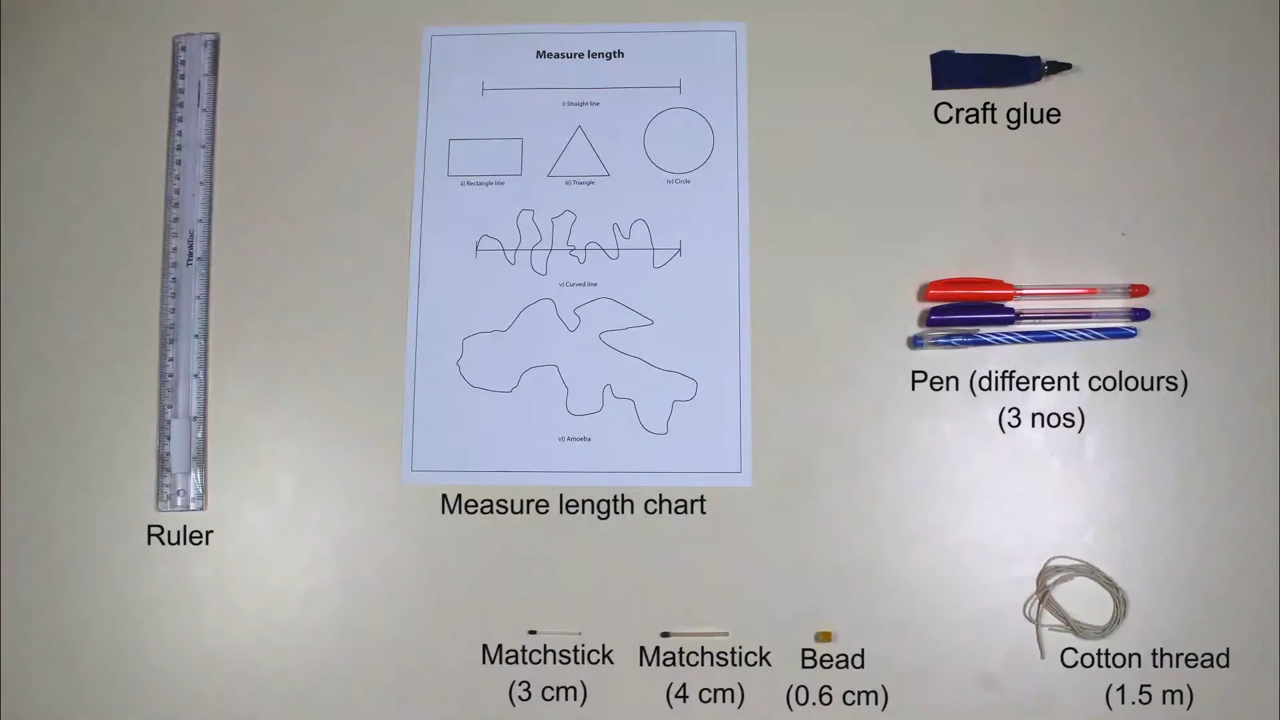 Measure length
i) Straight line
ii) Rectangle line
iii) Triangle
iv) Circle
v) Curved line
vi) Amoeba
Measure length chart
ThinkTac
Ruler
Craft glue
Pen (different colours)
(3 nos)
Matchstick
(3 cm)
Matchstick
(4 cm)
Bead
(0.6 cm)
Cotton thread
(1.5 m)